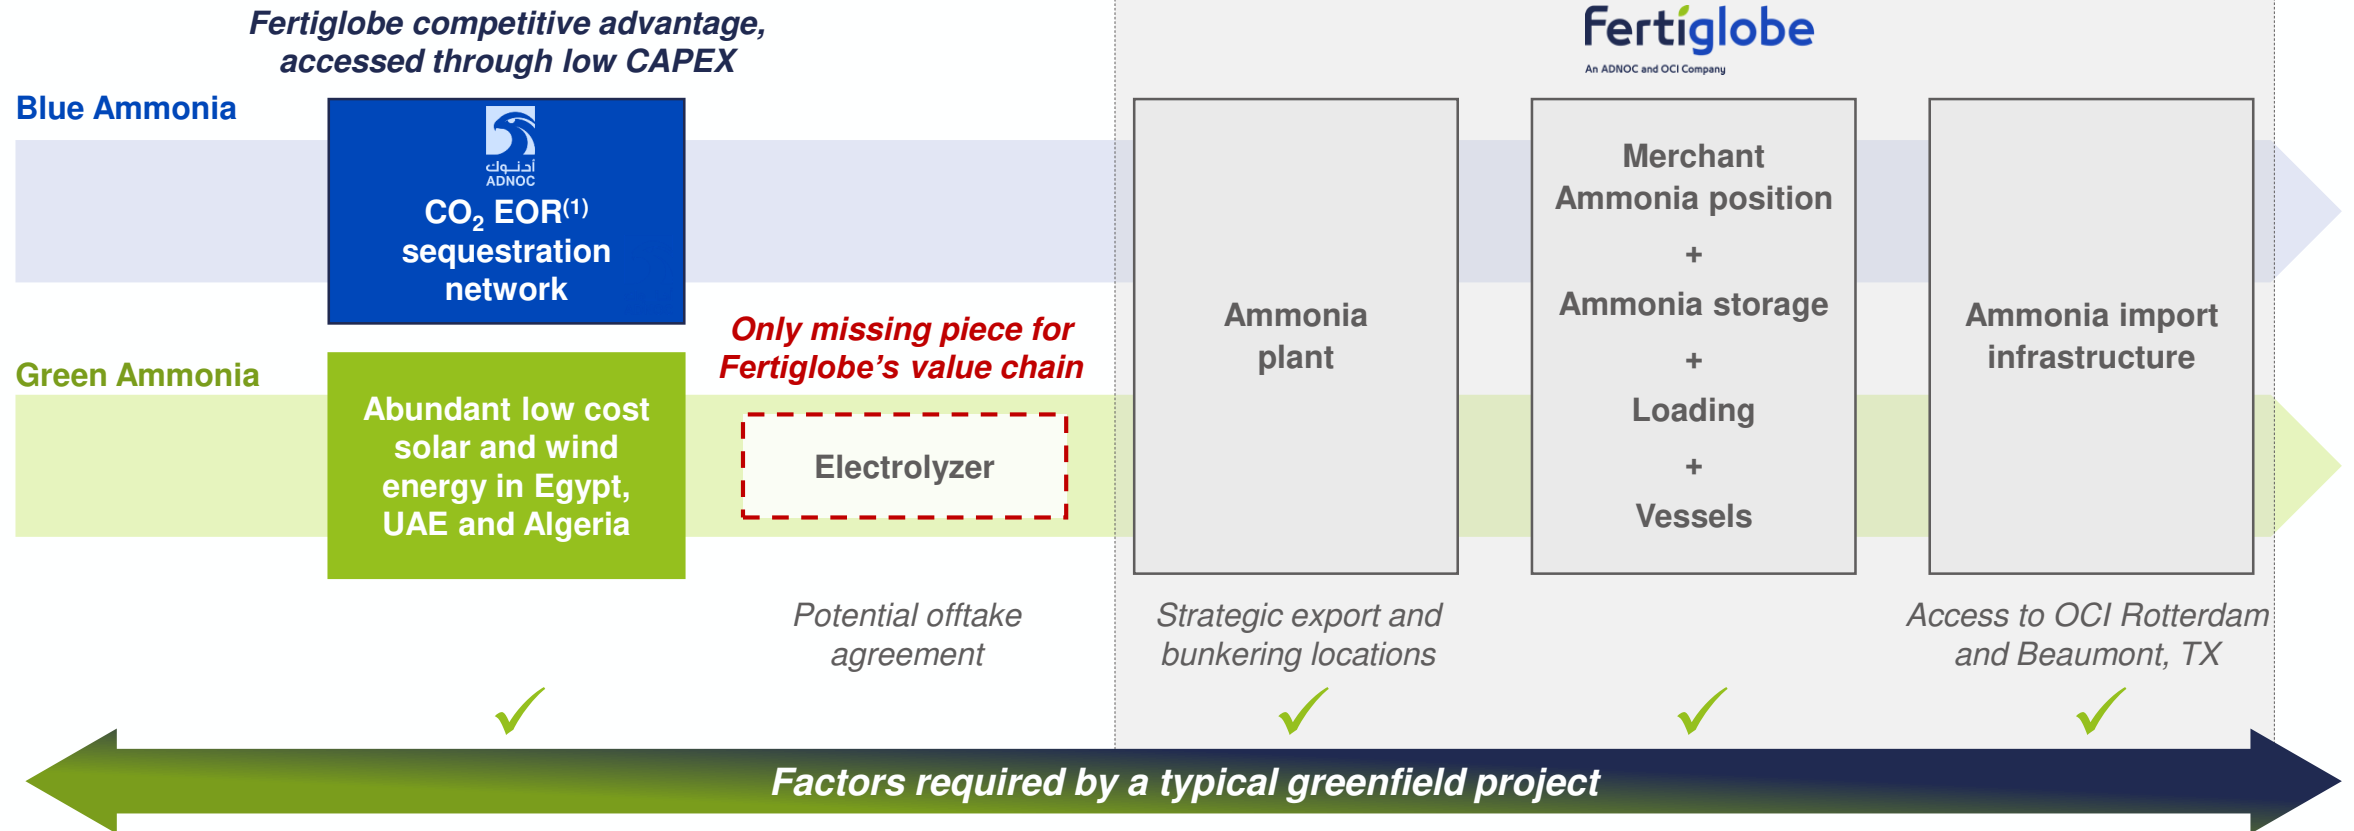 Fertiglobe competitive advantage,
accessed through low CAPEX
Fertiglobe
An ADNOC and OCI Company
Blue Ammonia
أدنوك
ADNOC
CO₂ EOR⁽¹⁾
sequestration
network
Only missing piece for
Fertiglobe’s value chain
Green Ammonia
Abundant low cost
solar and wind
energy in Egypt,
UAE and Algeria
Electrolyzer
Ammonia
plant
Merchant
Ammonia position
+
Ammonia storage
+
Loading
+
Vessels
Ammonia import
infrastructure
Potential offtake
agreement
Strategic export and
bunkering locations
Access to OCI Rotterdam
and Beaumont, TX
Factors required by a typical greenfield project